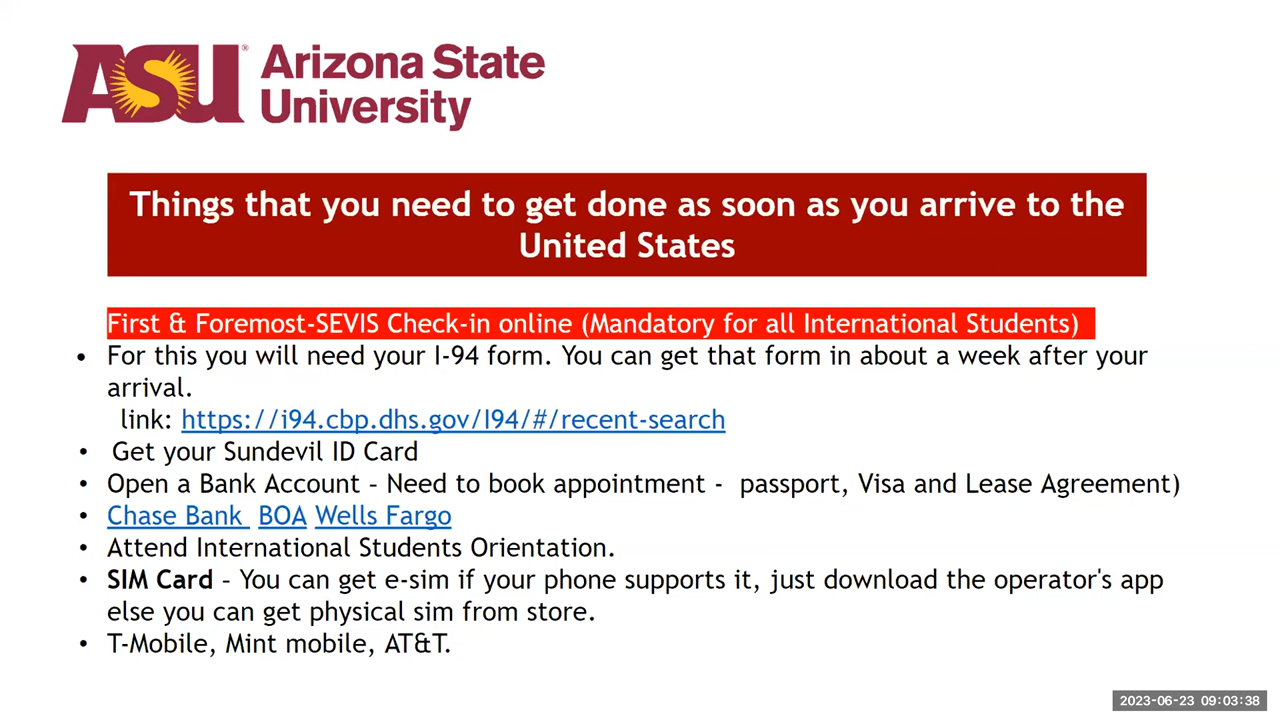 ASU® Arizona State
University
Things that you need to get done as soon as you arrive to the
United States
First & Foremost-SEVIS Check-in online (Mandatory for all International Students)
• For this you will need your I-94 form. You can get that form in about a week after your
arrival.
link: https://i94.cbp.dhs.gov/I94/#/recent-search
• Get your Sundevil ID Card
• Open a Bank Account – Need to book appointment - passport, Visa and Lease Agreement)
• Chase Bank BOA Wells Fargo
• Attend International Students Orientation.
• SIM Card – You can get e-sim if your phone supports it, just download the operator's app
else you can get physical sim from store.
• T-Mobile, Mint mobile, AT&T.
2023-06-23 09:03:38